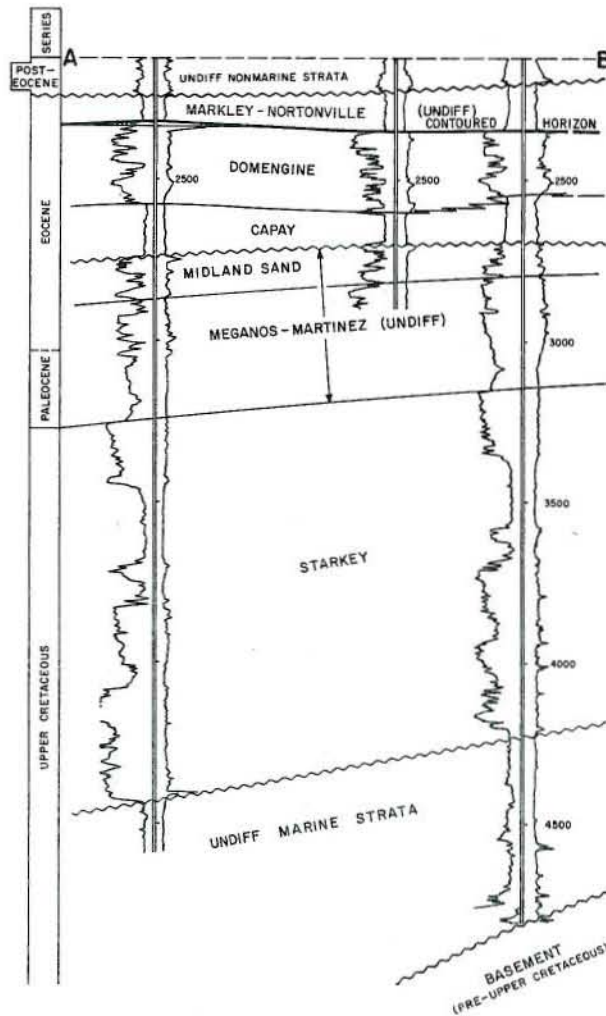 SERIES
A
B
POST-
EOCENE
UNDIFF NONMARINE STRATA
MARKLEY-NORTONVILLE
(UNDIFF)
CONTOURED
HORIZON
EOCENE
DOMENGINE
2500
2500
2500
CAPAY
MIDLAND SAND
MEGANOS-MARTINEZ (UNDIFF)
3000
PALEOCENE
3500
STARKEY
4000
UPPER CRETACEOUS
UNDIFF MARINE STRATA
4500
BASEMENT
(PRE-UPPER CRETACEOUS)